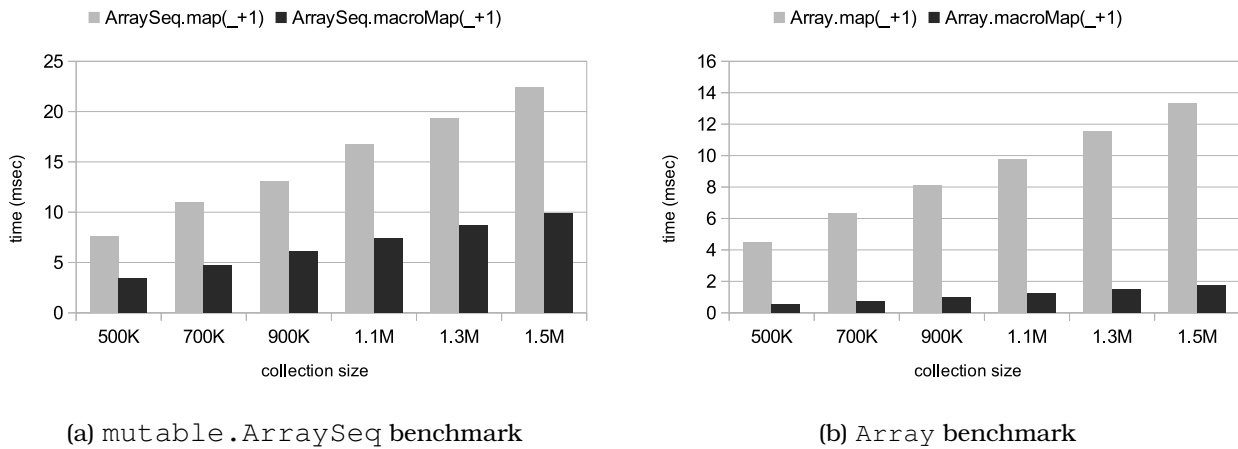 ArraySeq.map(_+1) ArraySeq.macroMap(_+1)
25
20
15
10
5
0
time (msec)
500K 700K 900K 1.1M 1.3M 1.5M
collection size
(a) mutable.ArraySeq benchmark
Array.map(_+1) Array.macroMap(_+1)
16
14
12
10
8
6
4
2
0
time (msec)
500K 700K 900K 1.1M 1.3M 1.5M
collection size
(b) Array benchmark